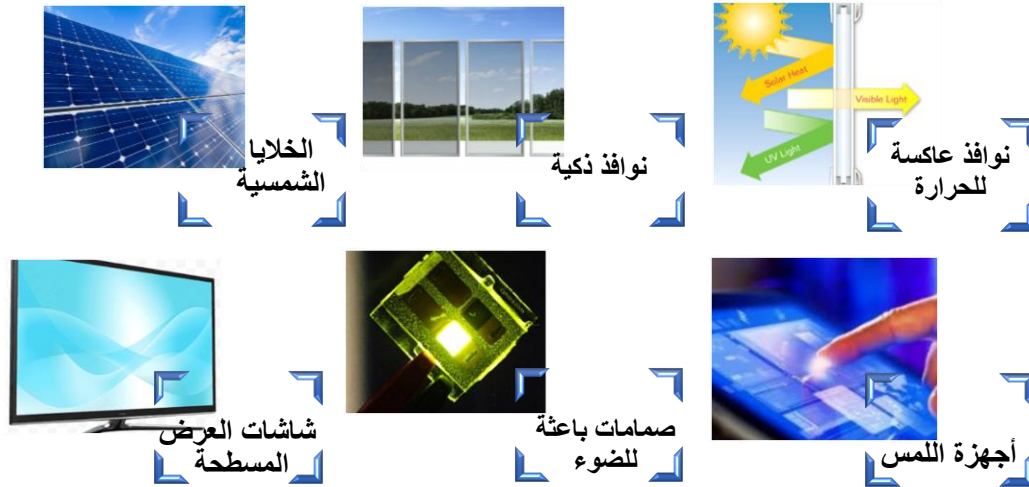 Solar Heat
Visible Light
UV Light
نوافذ عاكسة
للحرارة
نوافذ ذكية
الخلايا
الشمسية
أجهزة اللمس
صمامات باعثة
للضوء
شاشات العرض
المسطحة